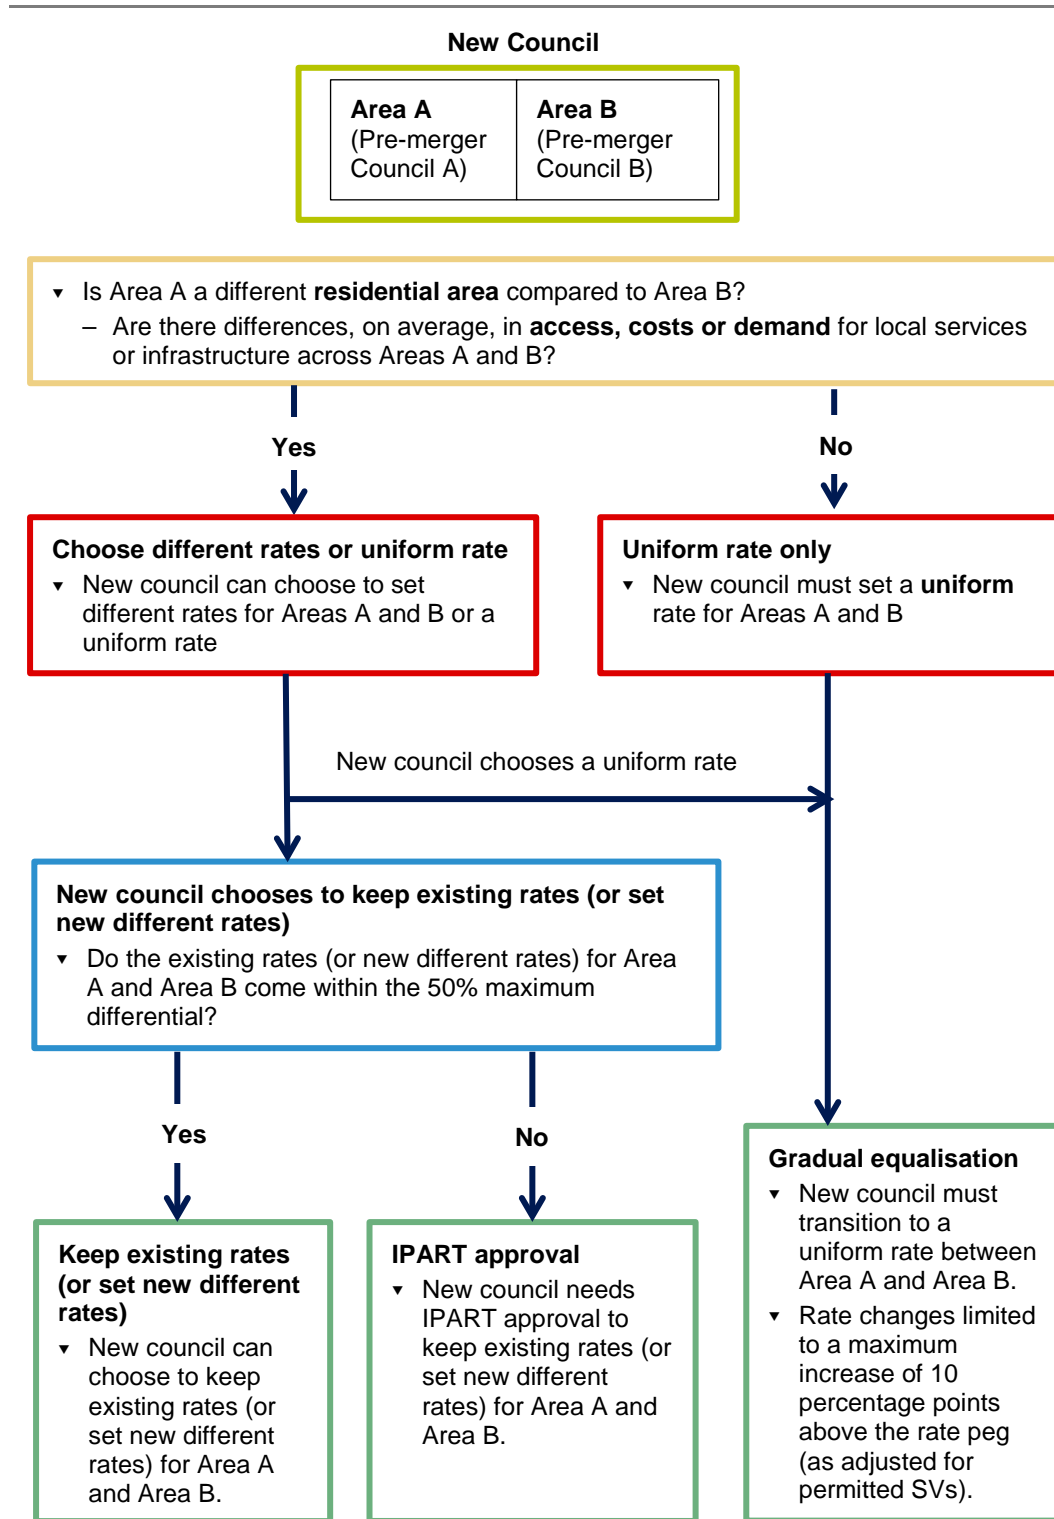 New Council
Area A
(Pre-merger
Council A)
Area B
(Pre-merger
Council B)
▼ Is Area A a different residential area compared to Area B?
– Are there differences, on average, in access, costs or demand for local services
or infrastructure across Areas A and B?
Yes
No
Choose different rates or uniform rate
▼ New council can choose to set
different rates for Areas A and B or a
uniform rate
Uniform rate only
▼ New council must set a uniform
rate for Areas A and B
New council chooses a uniform rate
New council chooses to keep existing rates (or set
new different rates)
▼ Do the existing rates (or new different rates) for Area
A and Area B come within the 50% maximum
differential?
Yes
No
Keep existing rates
(or set new different
rates)
▼ New council can
choose to keep
existing rates (or
set new different
rates) for Area A
and Area B.
IPART approval
▼ New council needs
IPART approval to
keep existing rates (or
set new different
rates) for Area A and
Area B.
Gradual equalisation
▼ New council must
transition to a
uniform rate between
Area A and Area B.
▼ Rate changes limited
to a maximum
increase of 10
percentage points
above the rate peg
(as adjusted for
permitted SVs).